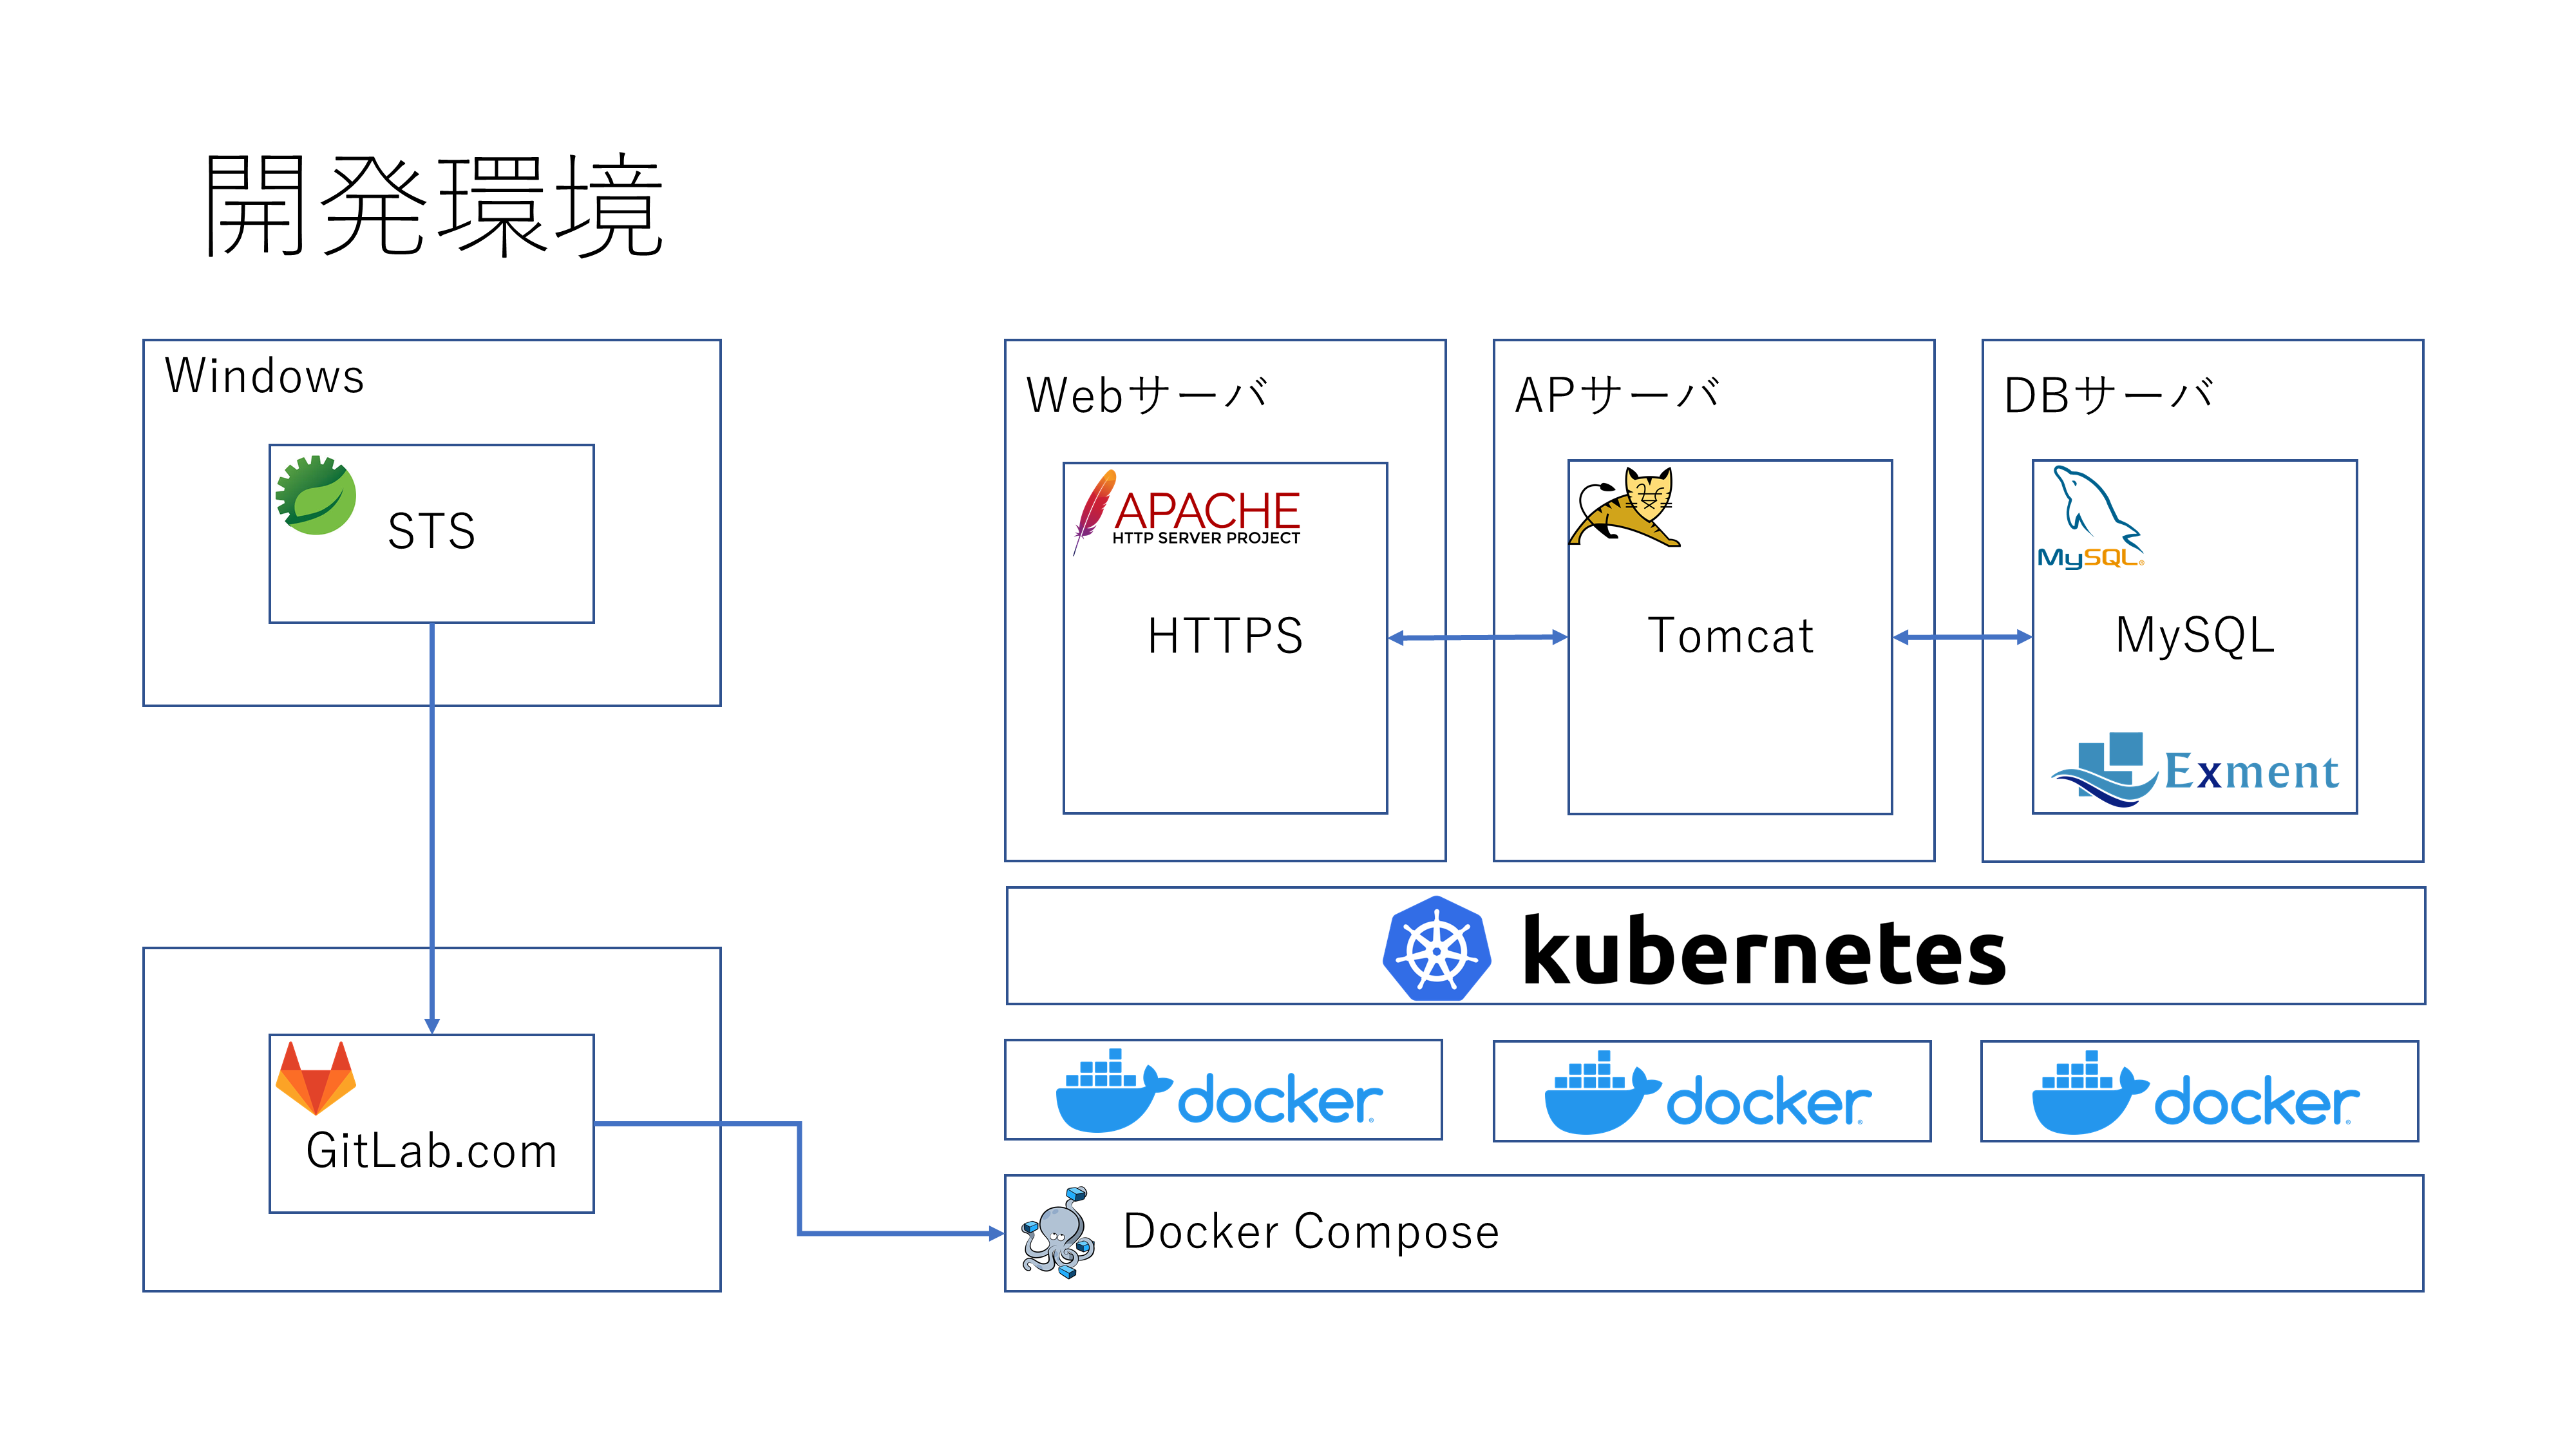 開発環境
Windows
STS
GitLab.com
Webサーバ
APACHE
HTTP SERVER PROJECT
HTTPS
APサーバ
Tomcat
DBサーバ
MySQL®
MySQL
Exment
kubernetes
docker®
docker®
docker®
Docker Compose